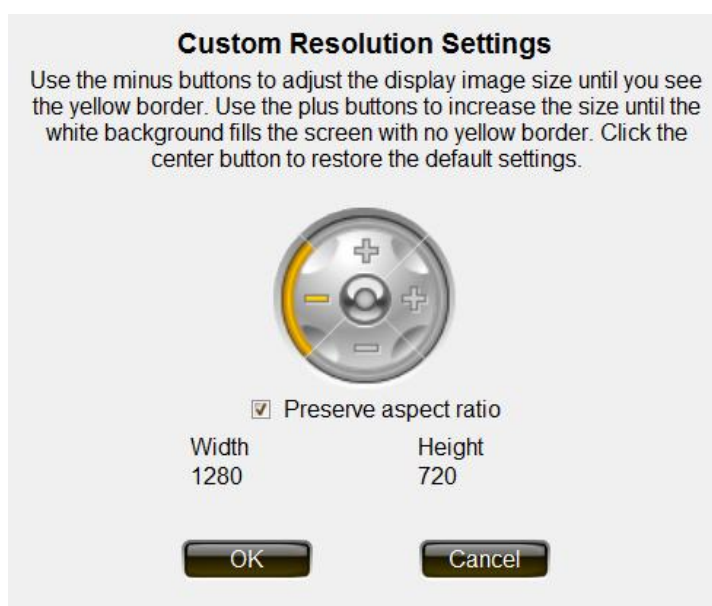 Custom Resolution Settings
Use the minus buttons to adjust the display image size until you see
the yellow border. Use the plus buttons to increase the size until the
white background fills the screen with no yellow border. Click the
center button to restore the default settings.
Preserve aspect ratio
Width Height
1280 720
OK Cancel